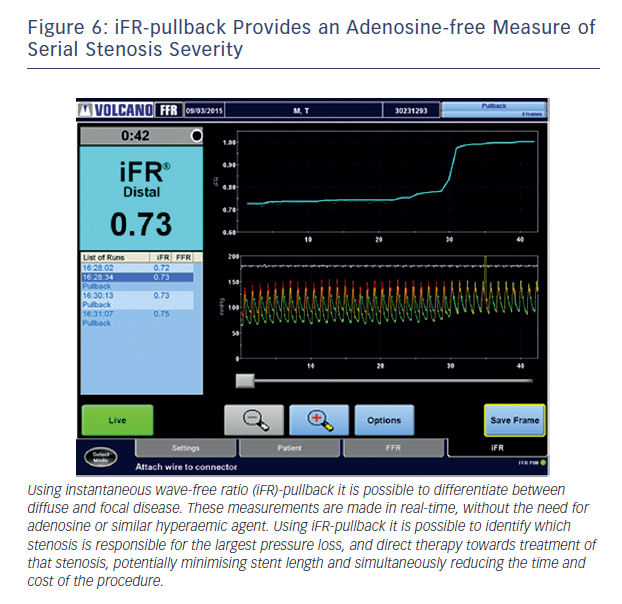 Figure 6: iFR-pullback Provides an Adenosine-free Measure of
Serial Stenosis Severity
VOLCANO FFR 09/03/2015 M, T 30231293 Pullback
4 frames
0:42
iFR®
Distal
0.73
List of Runs iFR FFR
16:28:02 0.72
16:28:34 0.73
Pullback
16:30:13 0.73
Pullback
16:31:07 0.75
Pullback
1.00
0.90
iFR
0.80
0.70
0.60
10 20 30 40
200
150
mmHg
100
50
0
10 20 30 40
Live
Options
Save Frame
Select
Mode
Settings Patient FFR iFR
Attach wire to connector
FFR PIM
Using instantaneous wave-free ratio (iFR)-pullback it is possible to differentiate between
diffuse and focal disease. These measurements are made in real-time, without the need for
adenosine or similar hyperaemic agent. Using iFR-pullback it is possible to identify which
stenosis is responsible for the largest pressure loss, and direct therapy towards treatment of
that stenosis, potentially minimising stent length and simultaneously reducing the time and
cost of the procedure.